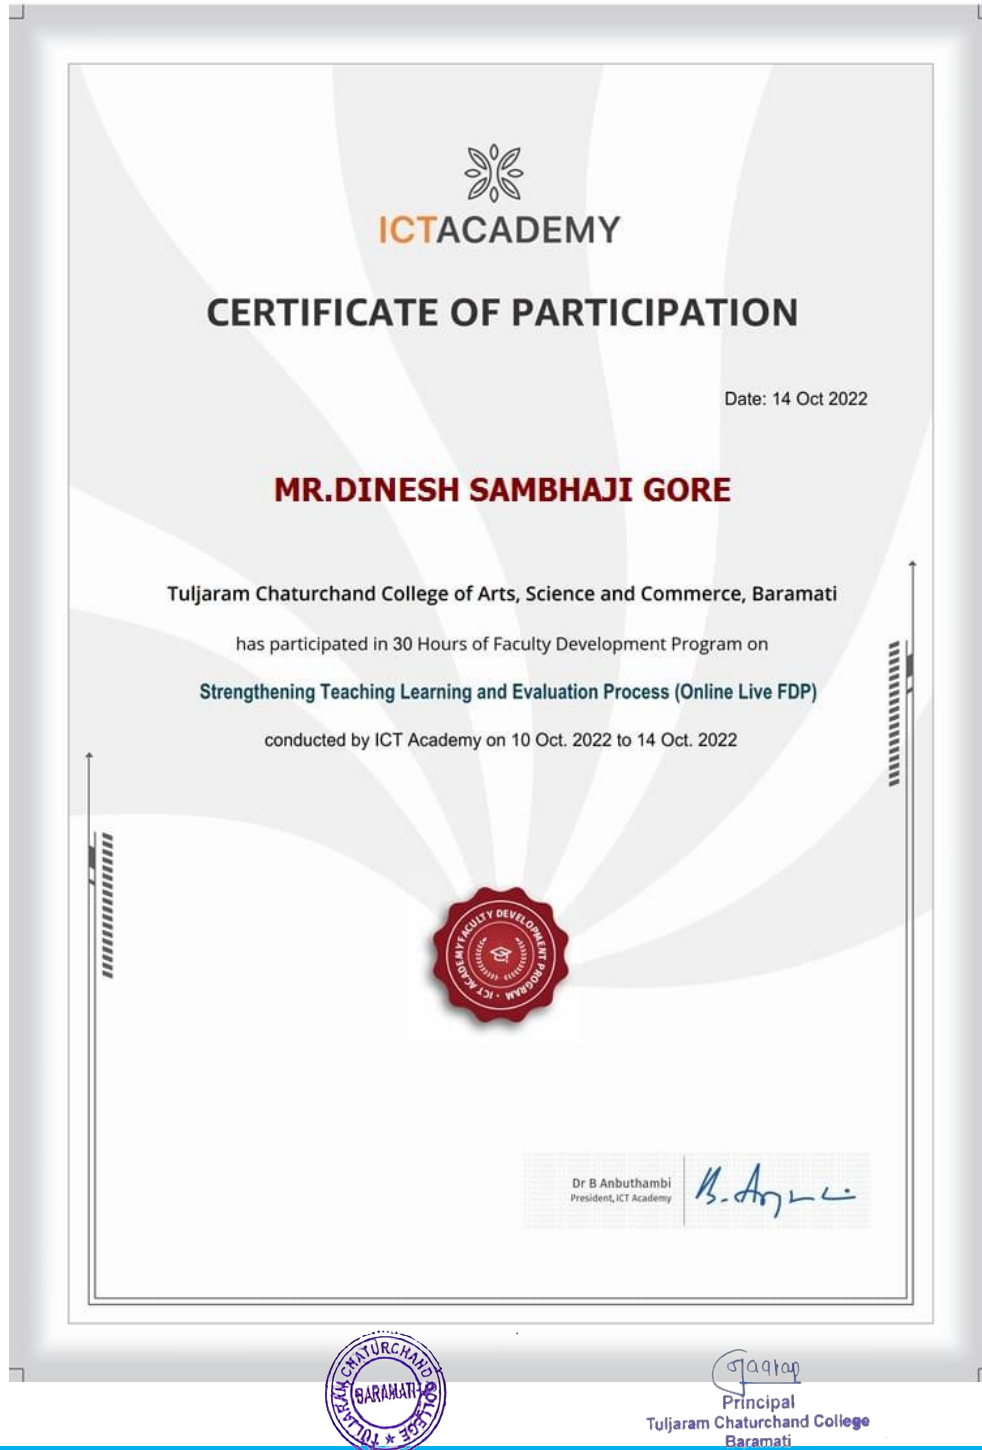 ICTACADEMY
CERTIFICATE OF PARTICIPATION
Date: 14 Oct 2022
MR.DINESH SAMBHAJI GORE
Tuljaram Chaturchand College of Arts, Science and Commerce, Baramati
has participated in 30 Hours of Faculty Development Program on
Strengthening Teaching Learning and Evaluation Process (Online Live FDP)
conducted by ICT Academy on 10 Oct. 2022 to 14 Oct. 2022
ICT ACADEMY FACULTY DEVELOPMENT PROGRAM
Dr B Anbuthambi
President, ICT Academy
TULJARAM CHATURCHAND COLLEGE
BARAMATI
Principal
Tuljaram Chaturchand College
Baramati